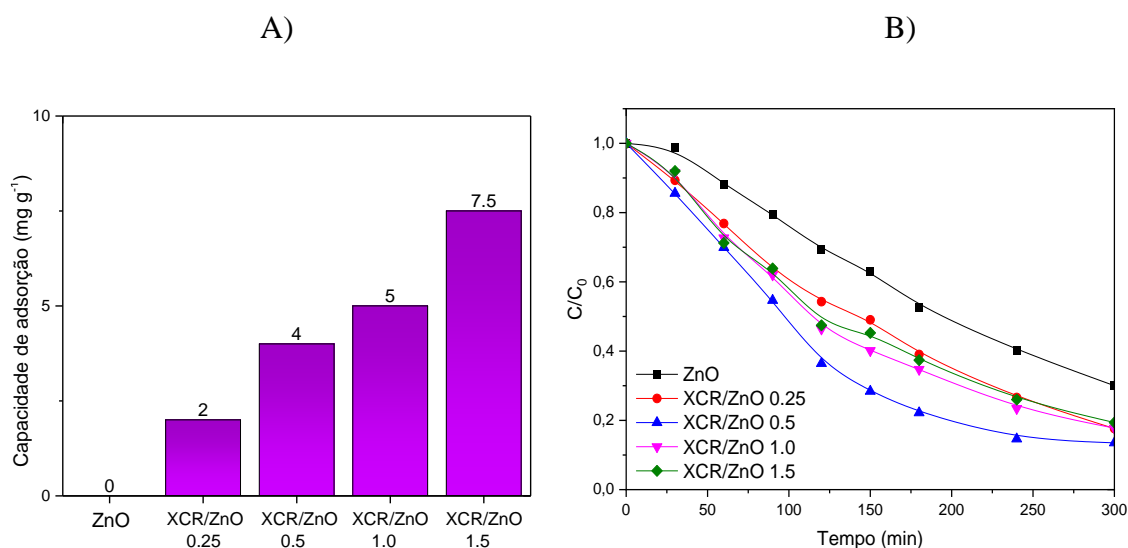 A)
B)
Capacidade de adsorção (mg g⁻¹)
10
5
0
0
2
4
5
7.5
ZnO
XCR/ZnO
0.25
XCR/ZnO
0.5
XCR/ZnO
1.0
XCR/ZnO
1.5
C/C₀
1,0
0,8
0,6
0,4
0,2
0,0
ZnO
XCR/ZnO 0.25
XCR/ZnO 0.5
XCR/ZnO 1.0
XCR/ZnO 1.5
0
50
100
150
200
250
300
Tempo (min)